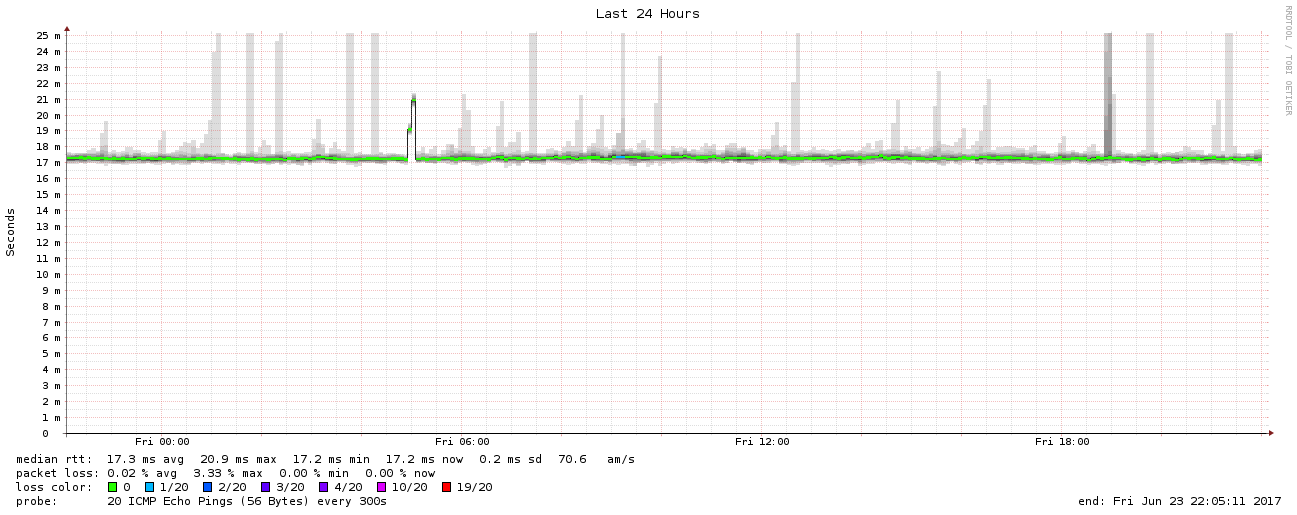 Last 24 Hours
RRDTOOL / TOBI OETIKER
Seconds
25 m
24 m
23 m
22 m
21 m
20 m
19 m
18 m
17 m
16 m
15 m
14 m
13 m
12 m
11 m
10 m
9 m
8 m
7 m
6 m
5 m
4 m
3 m
2 m
1 m
0
Fri 00:00 Fri 06:00 Fri 12:00 Fri 18:00
median rtt: 17.3 ms avg 20.9 ms max 17.2 ms min 17.2 ms now 0.2 ms sd 70.6 am/s
packet loss: 0.02 % avg 3.33 % max 0.00 % min 0.00 % now
loss color: 0 1/20 2/20 3/20 4/20 10/20 19/20
probe: 20 ICMP Echo Pings (56 Bytes) every 300s end: Fri Jun 23 22:05:11 2017